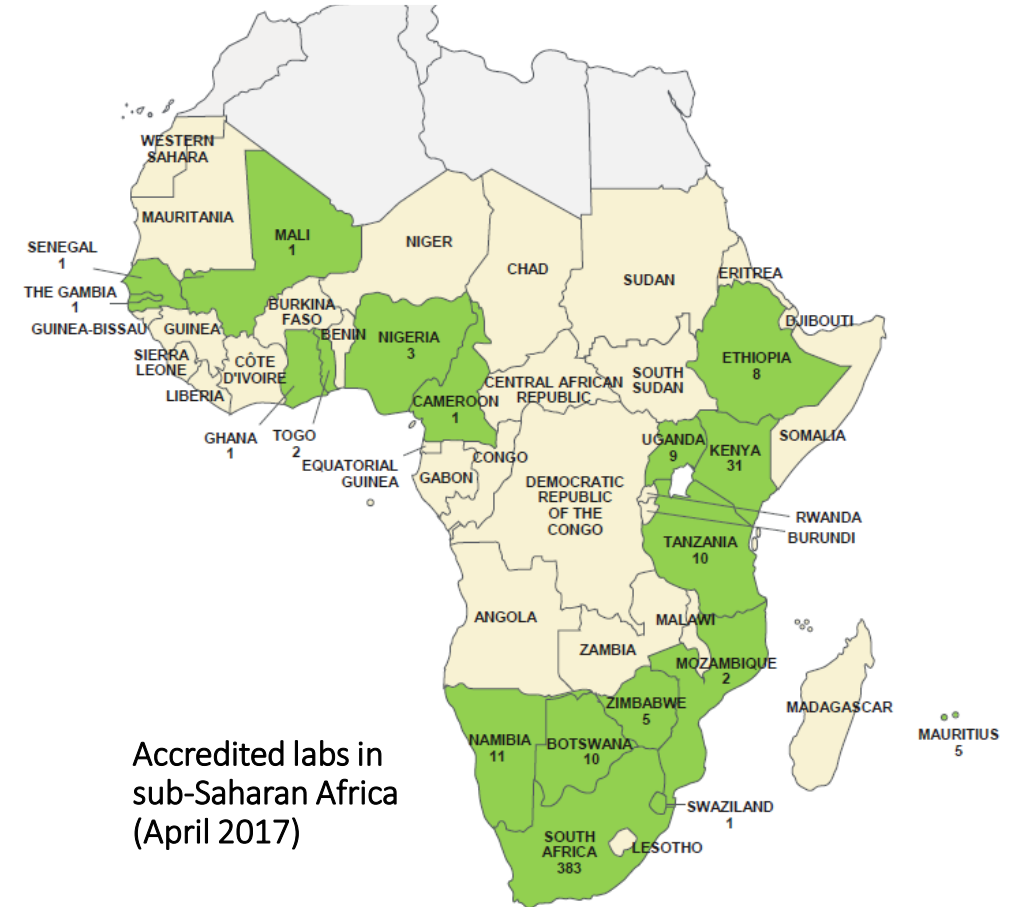 WESTERN
SAHARA
MAURITANIA
MALI
1
NIGER
CHAD
SUDAN
ERITREA
DJIBOUTI
SENEGAL
1
THE GAMBIA
1
GUINEA-BISSAU
GUINEA
SIERRA
LEONE
LIBERIA
CÔTE
D'IVOIRE
BURKINA
FASO
BENIN
GHANA
1
TOGO
2
NIGERIA
3
CAMEROON
1
EQUATORIAL
GUINEA
CENTRAL AFRICAN
REPUBLIC
SOUTH
SUDAN
ETHIOPIA
8
SOMALIA
UGANDA
9
KENYA
31
CONGO
GABON
DEMOCRATIC
REPUBLIC
OF THE
CONGO
RWANDA
BURUNDI
TANZANIA
10
ANGOLA
ZAMBIA
MALAWI
MOZAMBIQUE
2
ZIMBABWE
5
MADAGASCAR
MAURITIUS
5
NAMIBIA
11
BOTSWANA
10
SWAZILAND
1
SOUTH
AFRICA
383
LESOTHO
Accredited labs in
sub-Saharan Africa
(April 2017)